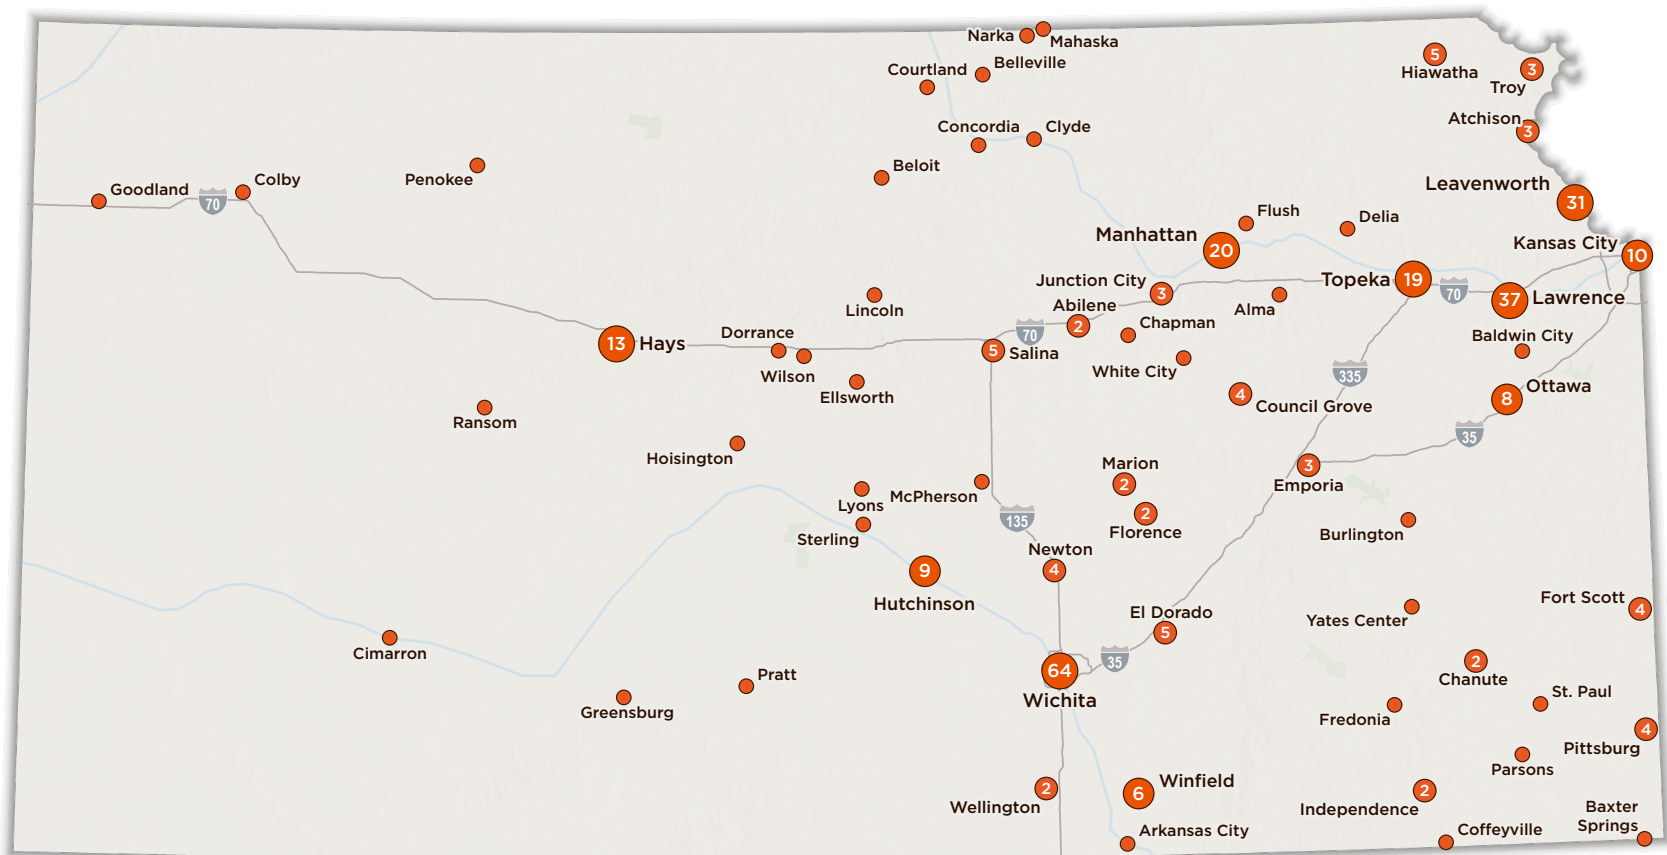 Narka
Mahaska
Belleville
Courtland
5
Hiawatha
3
Troy
Atchison
3
Concordia
Clyde
Beloit
Penokee
Goodland
70
Colby
Leavenworth
31
Flush
Delia
Manhattan
20
Kansas City
10
Junction City
3
Topeka
19
70
37
Lawrence
Abilene
2
Alma
Lincoln
Chapman
Baldwin City
13
Hays
Dorrance
Wilson
70
5
Salina
White City
335
Ellsworth
4
Council Grove
8
Ottawa
Ransom
35
Hoisington
Marion
2
3
Emporia
Lyons
McPherson
Sterling
135
2
Florence
Burlington
Newton
4
9
Hutchinson
El Dorado
5
Yates Center
Fort Scott
4
Cimarron
35
64
Wichita
2
Chanute
Pratt
Greensburg
St. Paul
Fredonia
4
Pittsburg
Parsons
2
Wellington
6
Winfield
2
Independence
Arkansas City
Coffeyville
Baxter
Springs